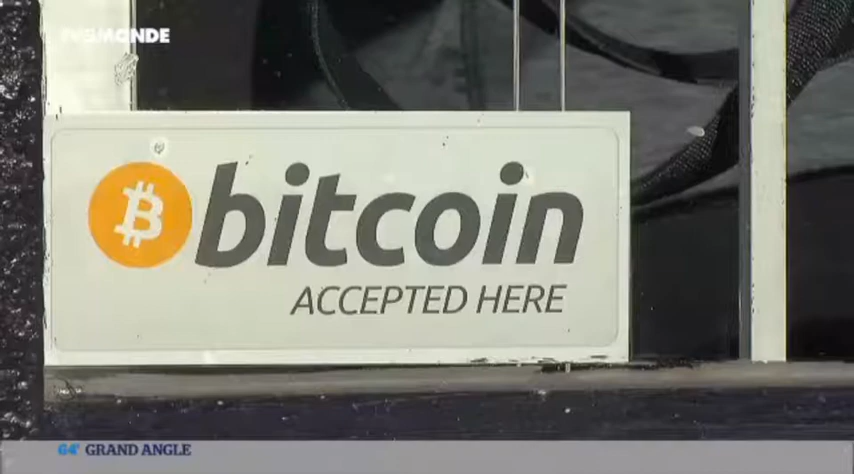 TV5MONDE
bitcoin
ACCEPTED HERE
64' GRAND ANGLE